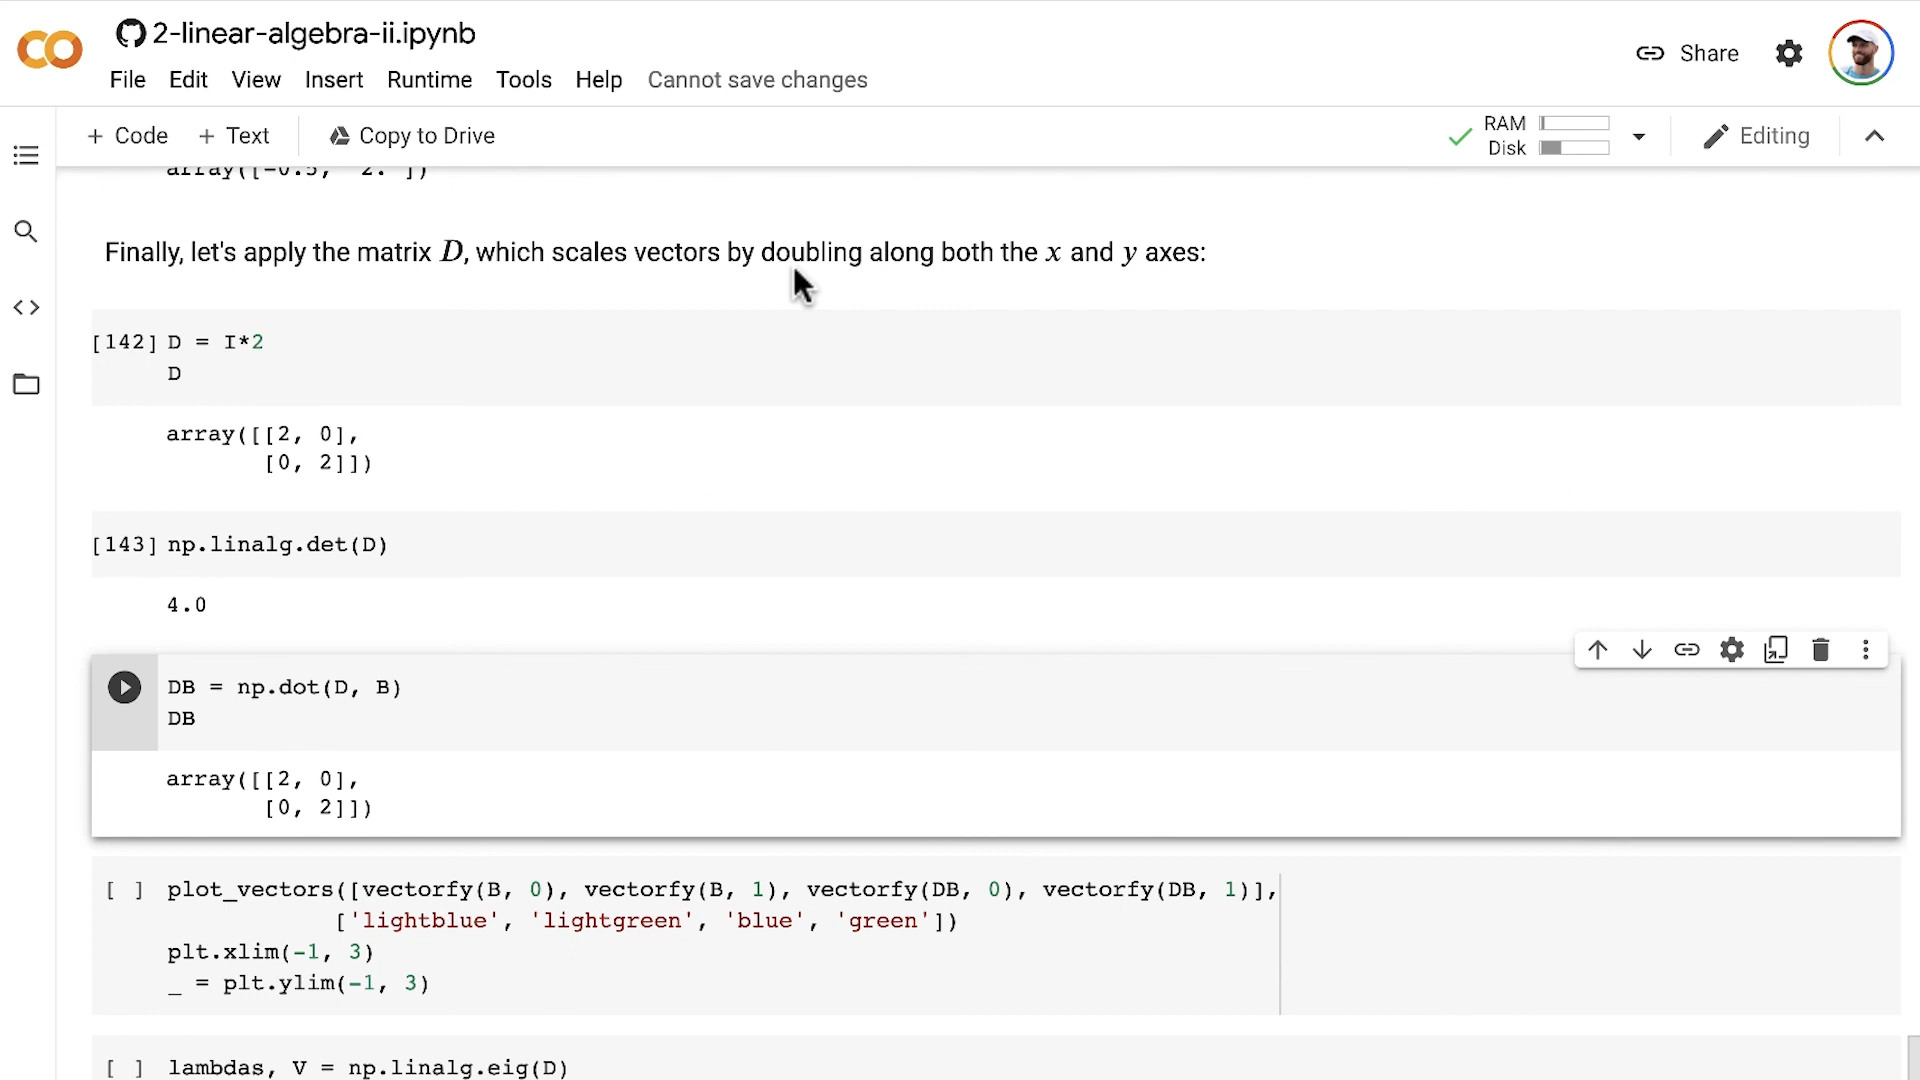 2-linear-algebra-ii.ipynb
File Edit View Insert Runtime Tools Help Cannot save changes
Share
+ Code + Text Copy to Drive
RAM
Disk
Editing
array([-0.5, 2. ])
Finally, let's apply the matrix D, which scales vectors by doubling along both the x and y axes:
[142] D = I*2
D
array([[2, 0],
[0, 2]])
[143] np.linalg.det(D)
4.0
DB = np.dot(D, B)
DB
array([[2, 0],
[0, 2]])
[ ] plot_vectors([vectorfy(B, 0), vectorfy(B, 1), vectorfy(DB, 0), vectorfy(DB, 1)],
['lightblue', 'lightgreen', 'blue', 'green'])
plt.xlim(-1, 3)
_ = plt.ylim(-1, 3)
[ ] lambdas, V = np.linalg.eig(D)